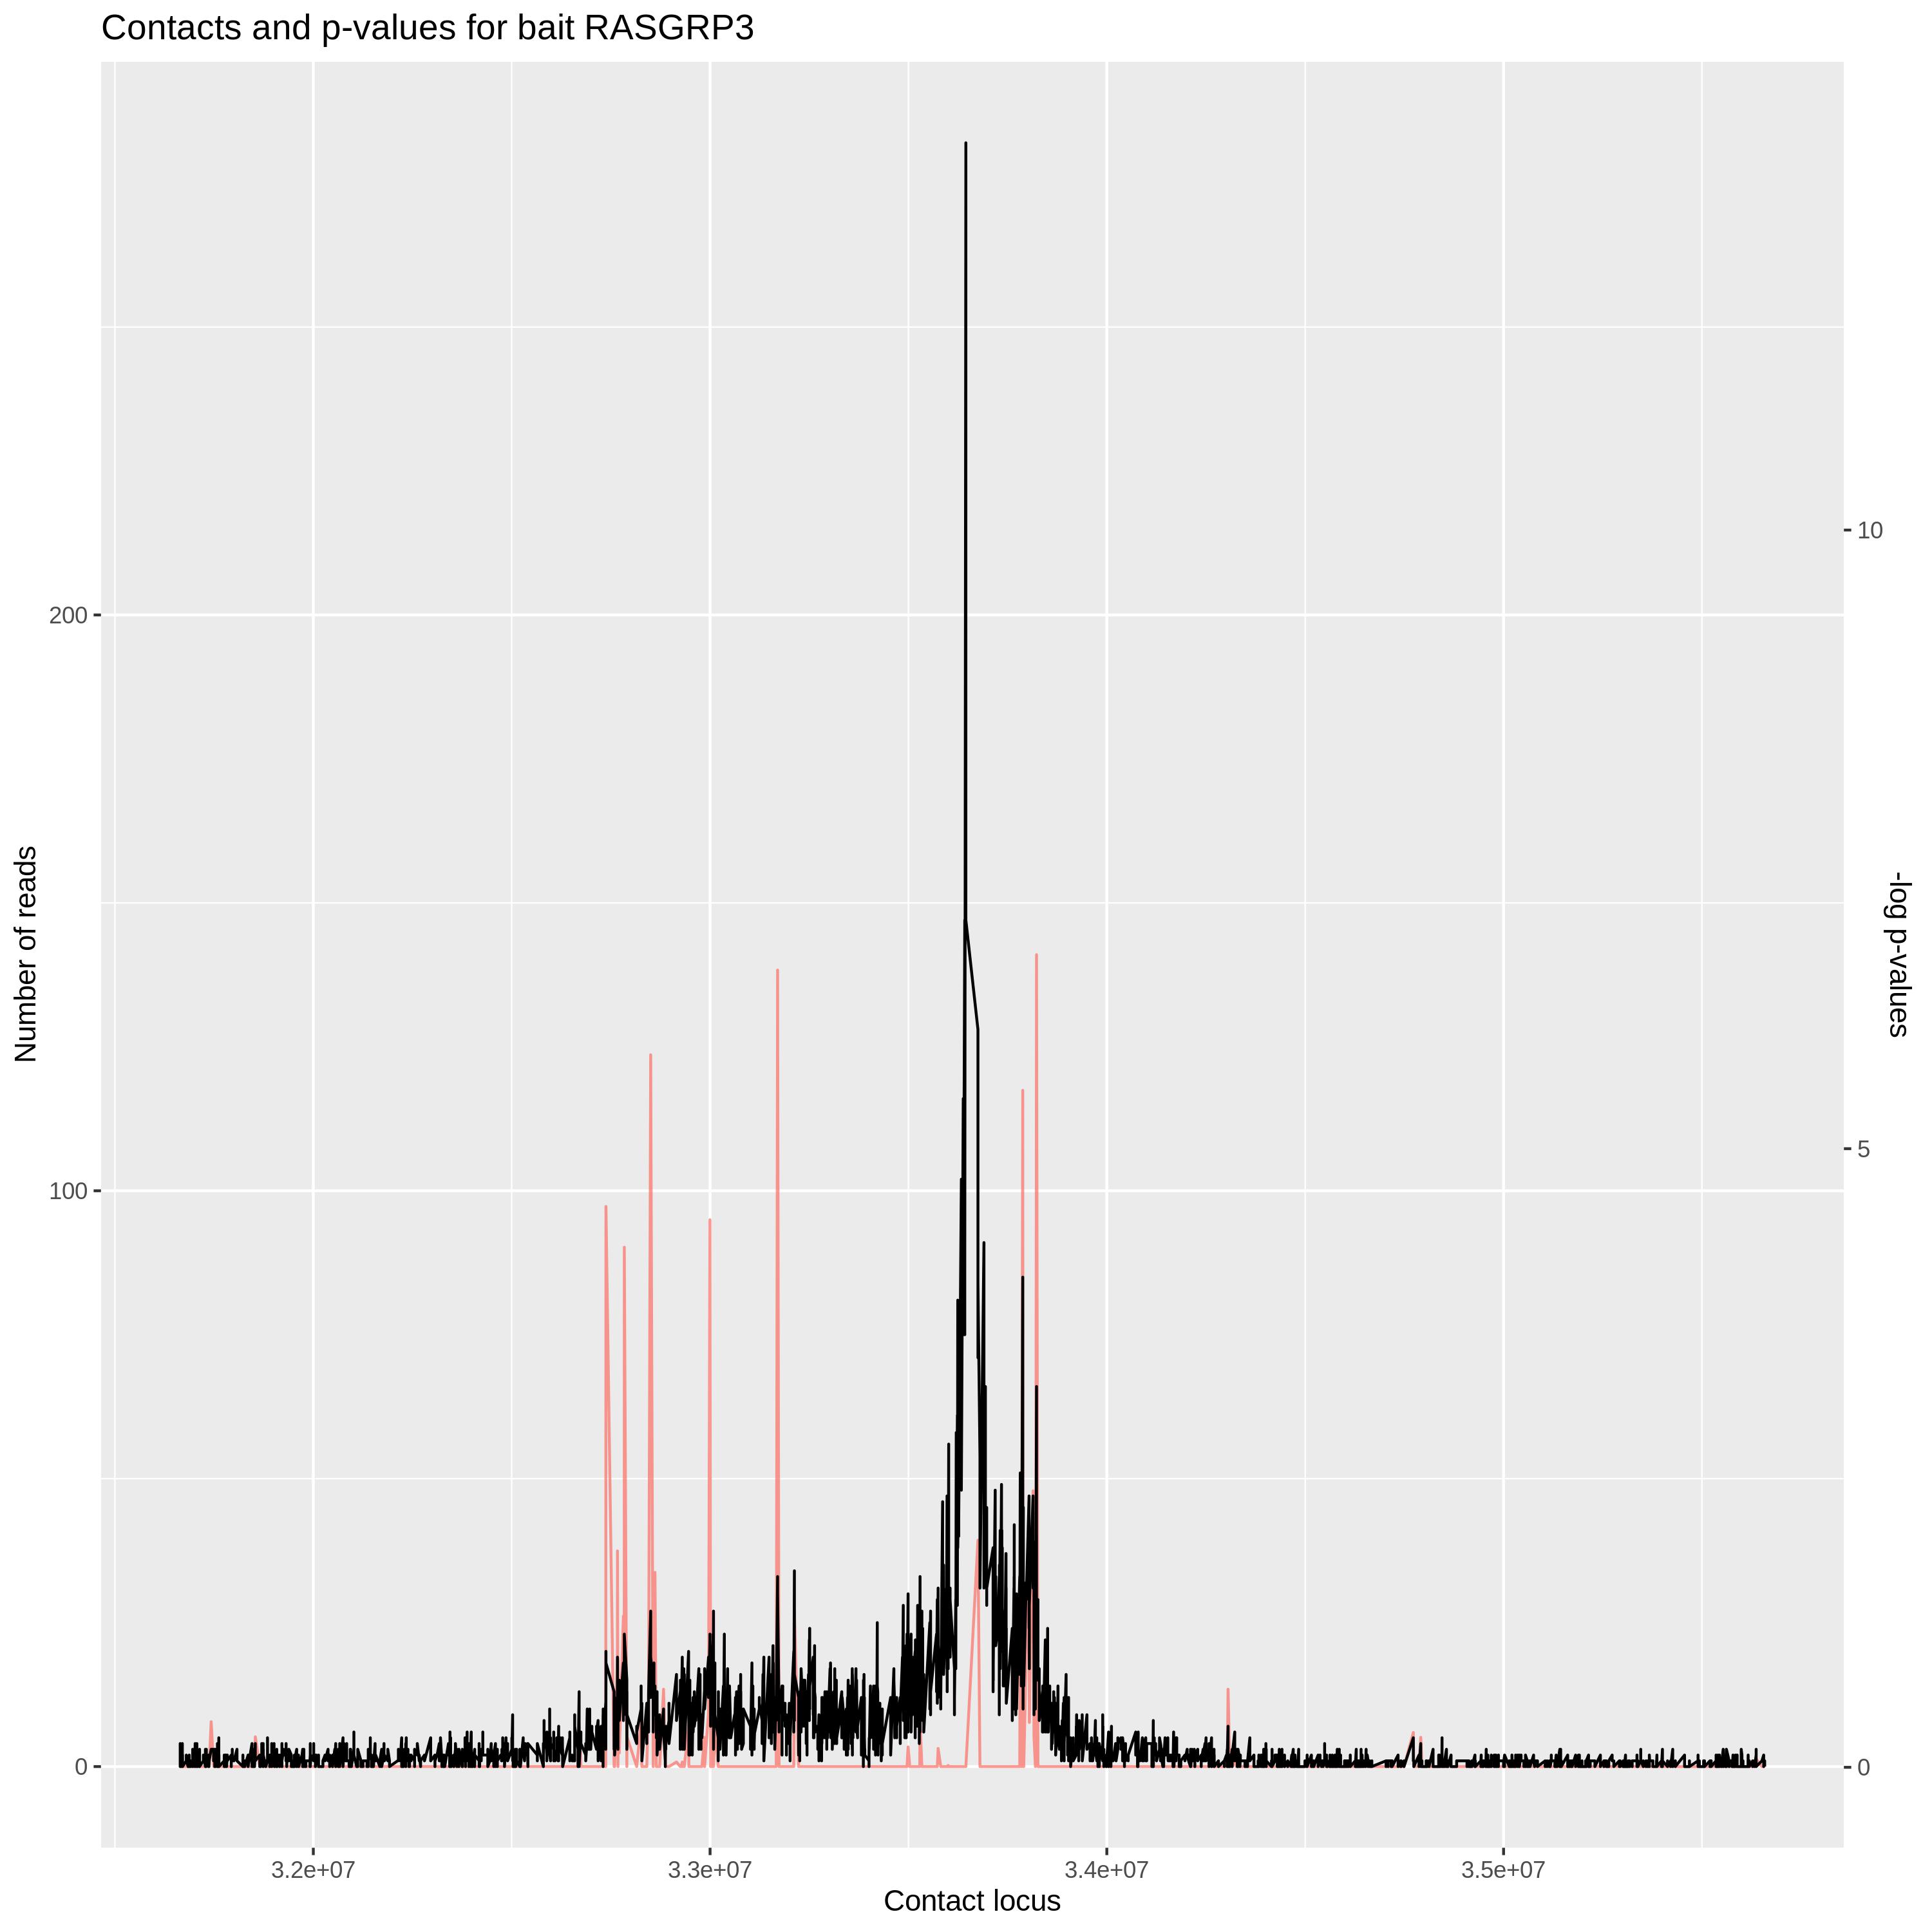 Contacts and p-values for bait RASGRP3
Number of reads
200
100
0
10
5
0
-log p-values
3.2e+07
3.3e+07
3.4e+07
3.5e+07
Contact locus